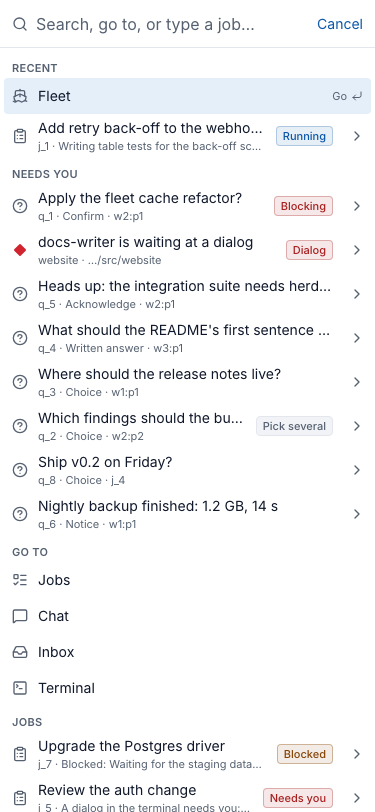 Search, go to, or type a job...
Cancel
RECENT
Fleet
Go
Add retry back-off to the webho...
Running
j_1 · Writing table tests for the back-off sc...
NEEDS YOU
Apply the fleet cache refactor?
Blocking
q_1 · Confirm · w2:p1
docs-writer is waiting at a dialog
Dialog
website · .../src/website
Heads up: the integration suite needs herd...
q_5 · Acknowledge · w2:p1
What should the README's first sentence ...
q_4 · Written answer · w3:p1
Where should the release notes live?
q_3 · Choice · w1:p1
Which findings should the bu...
Pick several
q_2 · Choice · w2:p2
Ship v0.2 on Friday?
q_8 · Choice · j_4
Nightly backup finished: 1.2 GB, 14 s
q_6 · Notice · w1:p1
GO TO
Jobs
Chat
Inbox
Terminal
JOBS
Upgrade the Postgres driver
Blocked
j_7 · Blocked: Waiting for the staging data...
Review the auth change
Needs you
j_5 · A dialog in the terminal needs you:...